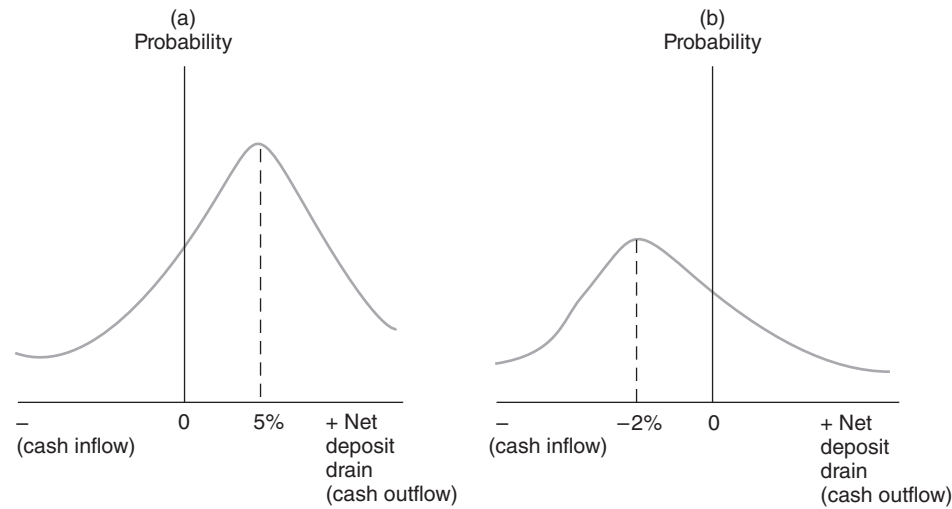 (a)
Probability
–
(cash inflow)
0
5%
+ Net
deposit
drain
(cash outflow)
(b)
Probability
–
(cash inflow)
–2%
0
+ Net
deposit
drain
(cash outflow)